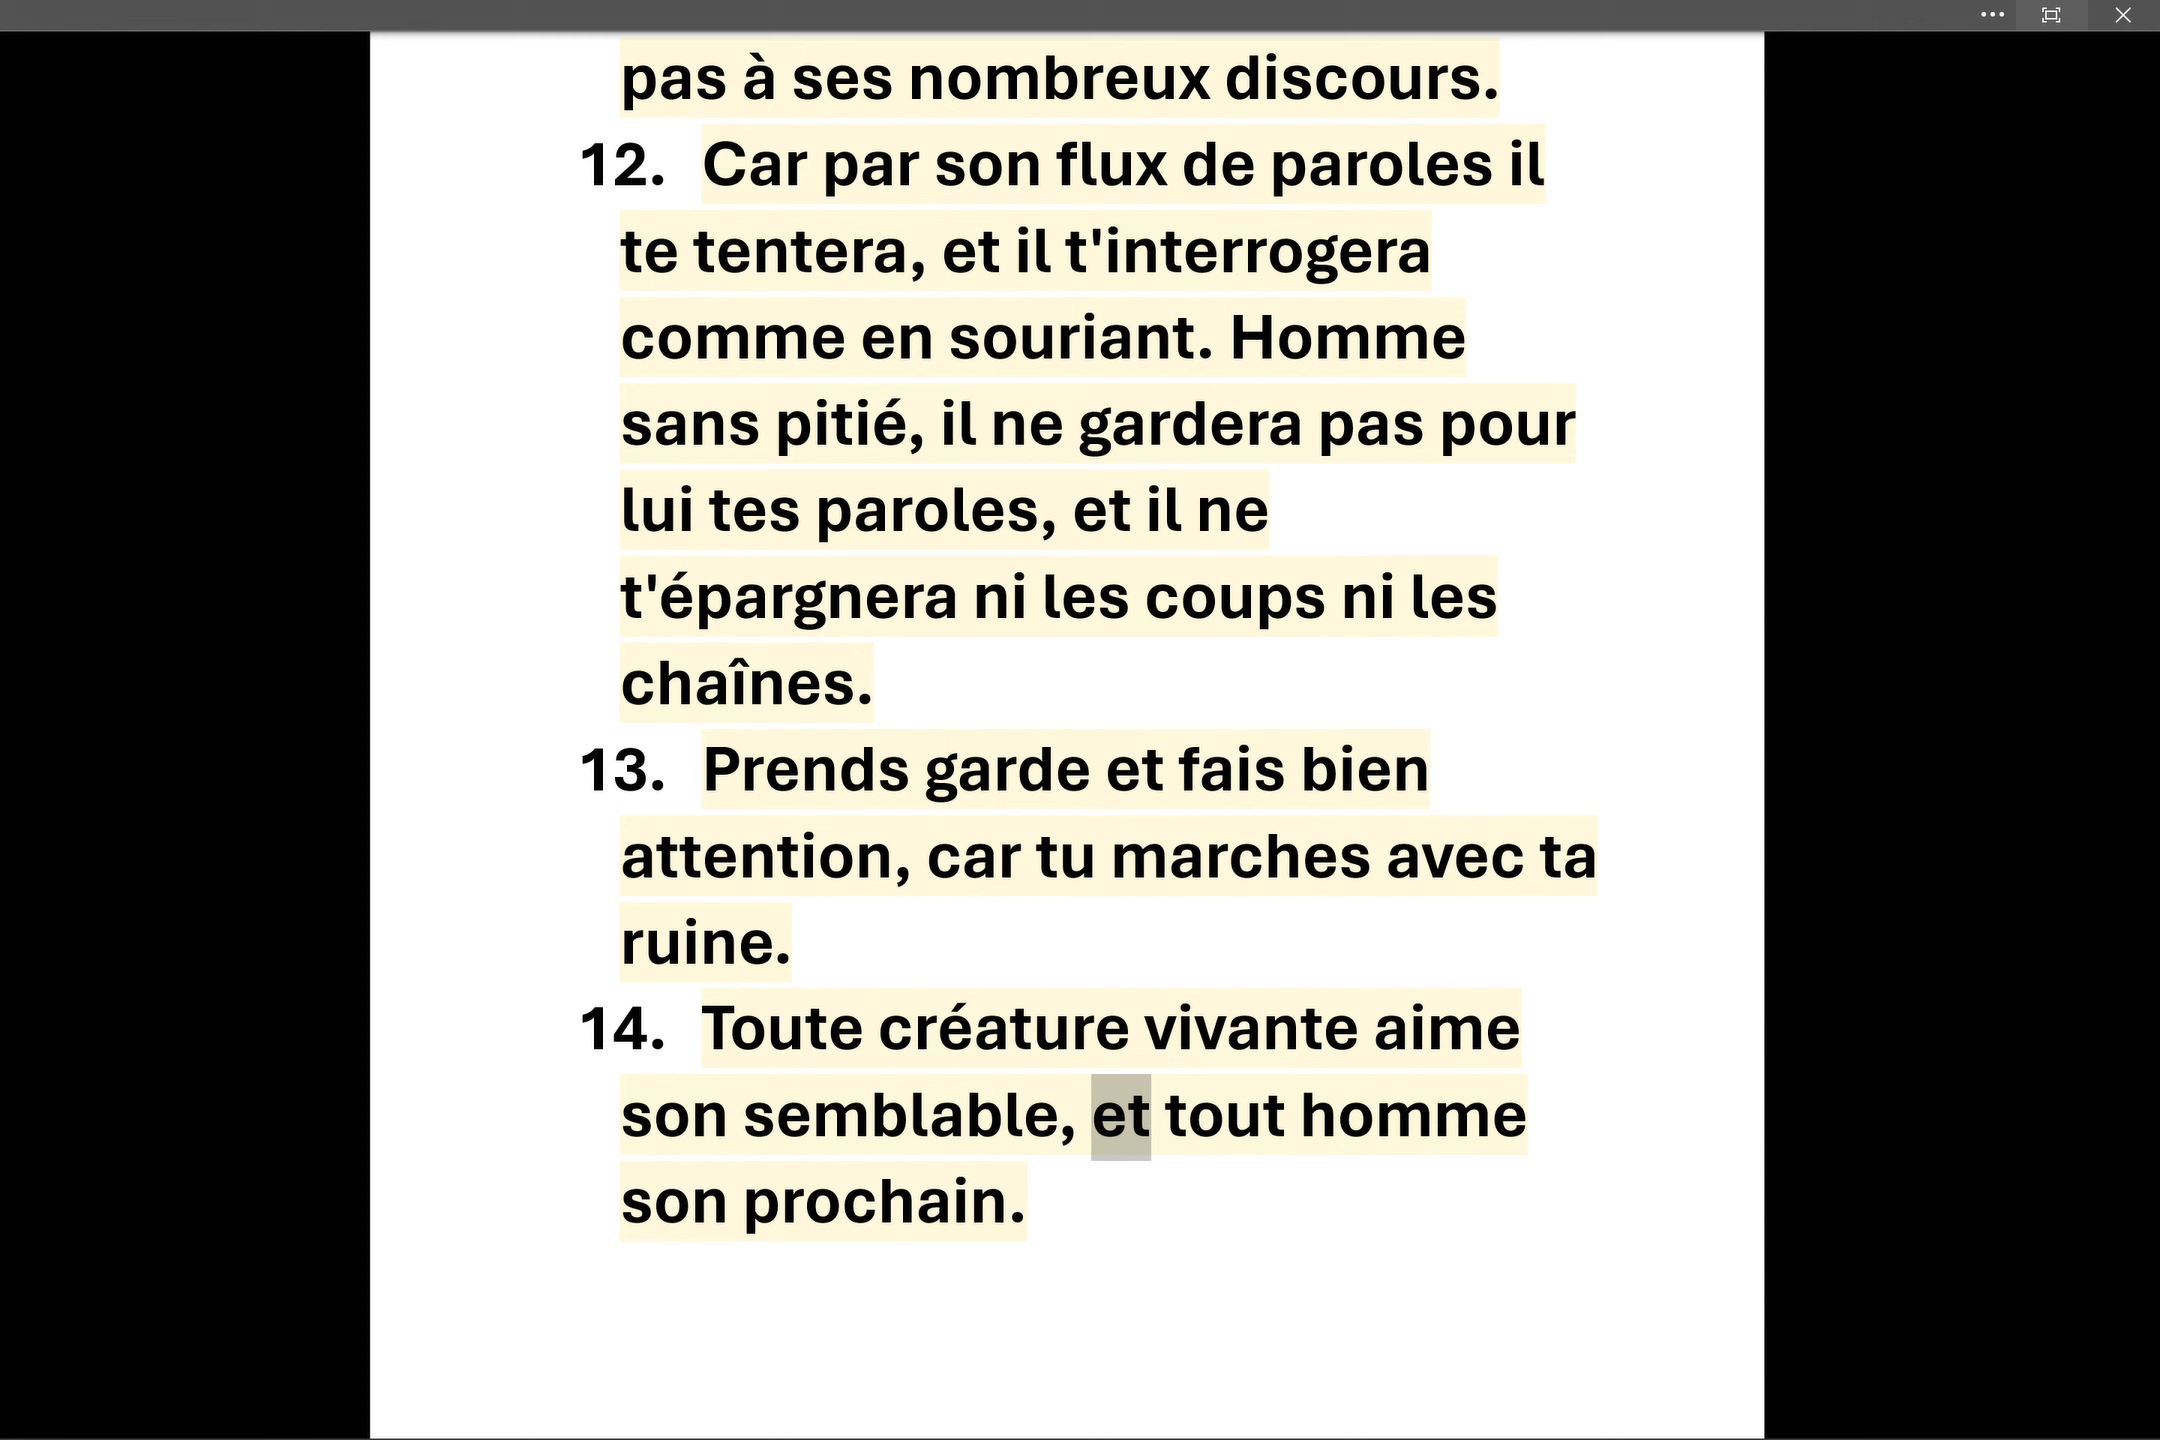 pas à ses nombreux discours.
12. Car par son flux de paroles il
te tentera, et il t'interrogera
comme en souriant. Homme
sans pitié, il ne gardera pas pour
lui tes paroles, et il ne
t'épargnera ni les coups ni les
chaînes.
13. Prends garde et fais bien
attention, car tu marches avec ta
ruine.
14. Toute créature vivante aime
son semblable, et tout homme
son prochain.